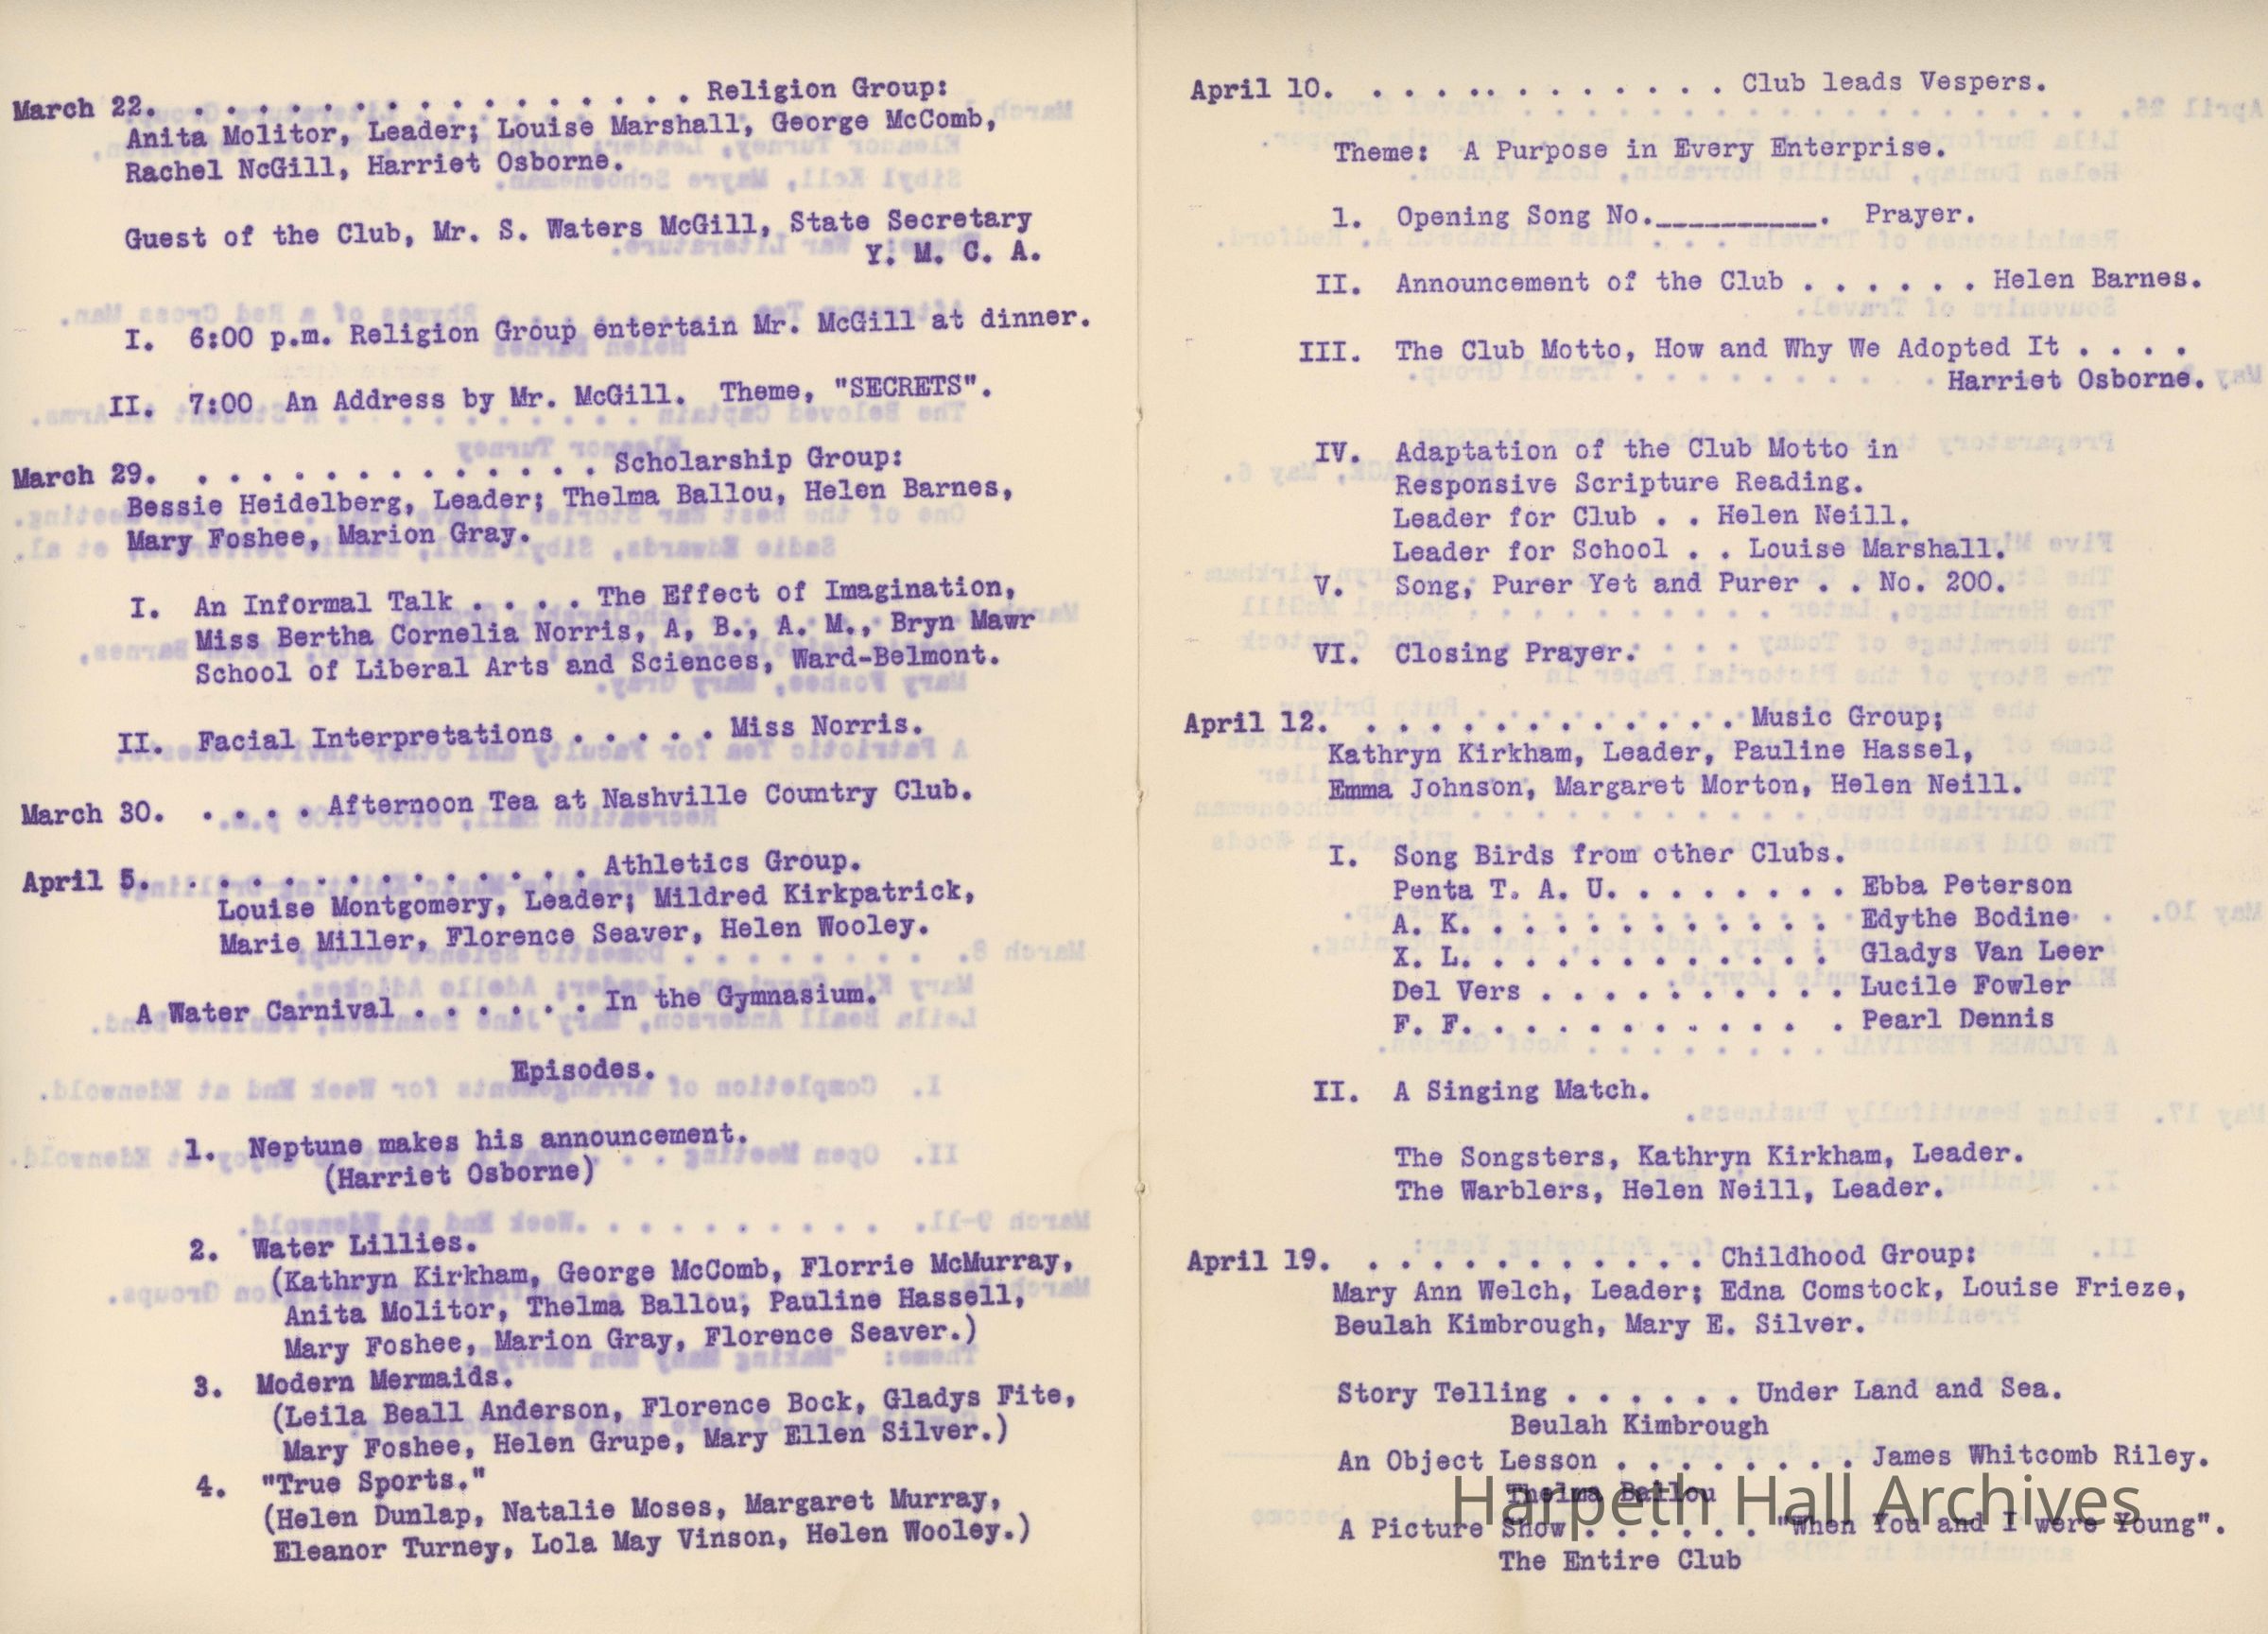 March 22. . . . . . . . . . . . . . . . . Religion Group:
Anita Molitor, Leader; Louise Marshall, George McComb,
Rachel NcGill, Harriet Osborne.
Guest of the Club, Mr. S. Waters McGill, State Secretary
Y. M. C. A.
I. 6:00 p.m. Religion Group entertain Mr. McGill at dinner.
II. 7:00 An Address by Mr. McGill. Theme, "SECRETS".
March 29. . . . . . . . . . . . . . Scholarship Group:
Bessie Heidelberg, Leader; Thelma Ballou, Helen Barnes,
Mary Foshee, Marion Gray.
I. An Informal Talk . . . . The Effect of Imagination,
Miss Bertha Cornelia Norris, A, B., A. M., Bryn Mawr
School of Liberal Arts and Sciences, Ward-Belmont.
II. Facial Interpretations . . . . . Miss Norris.
March 30. . . . . Afternoon Tea at Nashville Country Club.
April 5. . . . . . . . . . . . . . Athletics Group.
Louise Montgomery, Leader; Mildred Kirkpatrick,
Marie Miller, Florence Seaver, Helen Wooley.
A Water Carnival . . . . . . In the Gymnasium.
Episodes.
1. Neptune makes his announcement.
(Harriet Osborne)
2. Water Lillies.
(Kathryn Kirkham, George McComb, Florrie McMurray,
Anita Molitor, Thelma Ballou, Pauline Hassell,
Mary Foshee, Marion Gray, Florence Seaver.)
3. Modern Mermaids.
(Leila Beall Anderson, Florence Bock, Gladys Fite,
Mary Foshee, Helen Grupe, Mary Ellen Silver.)
4. "True Sports."
(Helen Dunlap, Natalie Moses, Margaret Murray,
Eleanor Turney, Lola May Vinson, Helen Wooley.)
April 10. . . . . . . . . . . . . Club leads Vespers.
Theme: A Purpose in Every Enterprise.
1. Opening Song No.__________. Prayer.
II. Announcement of the Club . . . . . . Helen Barnes.
III. The Club Motto, How and Why We Adopted It . . . .
Harriet Osborne.
IV. Adaptation of the Club Motto in
Responsive Scripture Reading.
Leader for Club . . Helen Neill.
Leader for School . . Louise Marshall.
V. Song, Purer Yet and Purer . . No. 200.
VI. Closing Prayer.
April 12. . . . . . . . . . . . . Music Group;
Kathryn Kirkham, Leader, Pauline Hassel,
Emma Johnson, Margaret Morton, Helen Neill.
I. Song Birds from other Clubs.
Penta T. A. U. . . . . . . . Ebba Peterson
A. K. . . . . . . . . . . . Edythe Bodine
X. L. . . . . . . . . . . . Gladys Van Leer
Del Vers . . . . . . . . . . Lucile Fowler
F. F. . . . . . . . . . . . Pearl Dennis
II. A Singing Match.
The Songsters, Kathryn Kirkham, Leader.
The Warblers, Helen Neill, Leader.
April 19. . . . . . . . . . . . Childhood Group:
Mary Ann Welch, Leader; Edna Comstock, Louise Frieze,
Beulah Kimbrough, Mary E. Silver.
Story Telling . . . . . . Under Land and Sea.
Beulah Kimbrough
An Object Lesson . . . . . . . . James Whitcomb Riley.
Thelma Ballou
A Picture Show . . . . . . "When You and I were Young".
The Entire Club
Harpeth Hall Archives